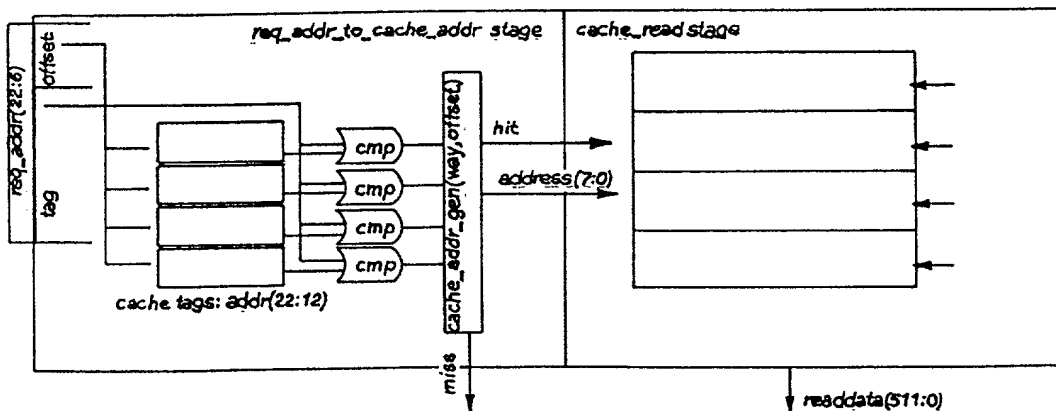 req_addr_to_cache_addr stage
cache_read stage
req_addr(22:6)
offset
tag
cmp
cmp
cmp
cmp
cache tags: addr(22:12)
cache_addr_gen(way,offset)
hit
address(7:0)
miss
readdata(511:0)